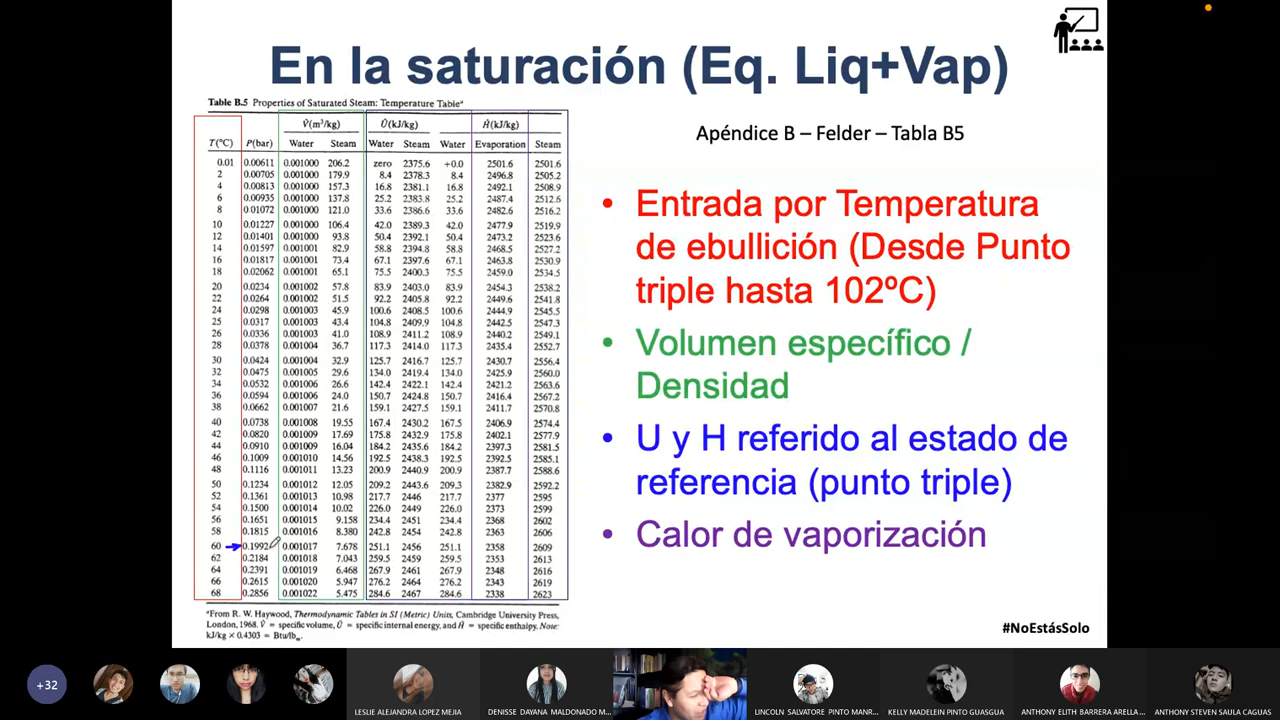 En la saturación (Eq. Liq+Vap)
Table B.5 Properties of Saturated Steam: Temperature Tableᵃ
V̂(m³/kg) Û(kJ/kg) Ĥ(kJ/kg)
T(°C) P(bar) Water Steam Water Steam Water Evaporation Steam
0.01 0.00611 0.001000 206.2 zero 2375.6 +0.0 2501.6 2501.6
2 0.00705 0.001000 179.9 8.4 2378.3 8.4 2496.8 2505.2
4 0.00813 0.001000 157.3 16.8 2381.1 16.8 2492.1 2508.9
6 0.00935 0.001000 137.8 25.2 2383.8 25.2 2487.4 2512.6
8 0.01072 0.001000 121.0 33.6 2386.6 33.6 2482.6 2516.2
10 0.01227 0.001000 106.4 42.0 2389.3 42.0 2477.9 2519.9
12 0.01401 0.001000 93.8 50.4 2392.1 50.4 2473.2 2523.6
14 0.01597 0.001001 82.9 58.8 2394.8 58.8 2468.5 2527.2
16 0.01817 0.001001 73.4 67.1 2397.6 67.1 2463.8 2530.9
18 0.02062 0.001001 65.1 75.5 2400.3 75.5 2459.0 2534.5
20 0.0234 0.001002 57.8 83.9 2403.0 83.9 2454.3 2538.2
22 0.0264 0.001002 51.5 92.2 2405.8 92.2 2449.6 2541.8
24 0.0298 0.001003 45.9 100.6 2408.5 100.6 2444.9 2545.5
25 0.0317 0.001003 43.4 104.8 2409.9 104.8 2442.5 2547.3
26 0.0336 0.001003 41.0 108.9 2411.2 108.9 2440.2 2549.1
28 0.0378 0.001004 36.7 117.3 2414.0 117.3 2435.4 2552.7
30 0.0424 0.001004 32.9 125.7 2416.7 125.7 2430.7 2556.4
32 0.0475 0.001005 29.6 134.0 2419.4 134.0 2425.9 2560.0
34 0.0532 0.001006 26.6 142.4 2422.1 142.4 2421.2 2563.6
36 0.0594 0.001006 24.0 150.7 2424.8 150.7 2416.4 2567.2
38 0.0662 0.001007 21.6 159.1 2427.5 159.1 2411.7 2570.8
40 0.0738 0.001008 19.55 167.4 2430.2 167.5 2406.9 2574.4
42 0.0820 0.001009 17.69 175.8 2432.9 175.8 2402.1 2577.9
44 0.0910 0.001009 16.04 184.2 2435.6 184.2 2397.3 2581.5
46 0.1009 0.001010 14.56 192.5 2438.3 192.5 2392.5 2585.1
48 0.1116 0.001011 13.23 200.9 2440.9 200.9 2387.7 2588.6
50 0.1234 0.001012 12.05 209.2 2443.6 209.3 2382.9 2592.2
52 0.1361 0.001013 10.98 217.7 2446 217.7 2377 2595
54 0.1500 0.001014 10.02 226.0 2449 226.0 2373 2599
56 0.1651 0.001015 9.158 234.4 2451 234.4 2368 2602
58 0.1815 0.001016 8.380 242.8 2454 242.8 2363 2606
60 0.1992 0.001017 7.678 251.1 2456 251.1 2358 2609
62 0.2184 0.001018 7.043 259.5 2459 259.5 2353 2613
64 0.2391 0.001019 6.468 267.9 2461 267.9 2348 2616
66 0.2615 0.001020 5.947 276.2 2464 276.2 2343 2619
68 0.2856 0.001022 5.475 284.6 2467 284.6 2338 2623
ᵃFrom R. W. Haywood, Thermodynamic Tables in SI (Metric) Units, Cambridge University Press,
London, 1968. V̂ = specific volume, Û = specific internal energy, and Ĥ = specific enthalpy. Note:
kJ/kg × 0.4303 = Btu/lbₘ.
Apéndice B – Felder – Tabla B5
• Entrada por Temperatura
de ebullición (Desde Punto
triple hasta 102ºC)
• Volumen específico /
Densidad
• U y H referido al estado de
referencia (punto triple)
• Calor de vaporización
#NoEstásSolo
+32
LESLIE ALEJANDRA LOPEZ MEJIA
DENISSE DAYANA MALDONADO M...
LINCOLN SALVATORE PINTO MANR...
KELLY MADELEIN PINTO GUASGUA
ANTHONY ELITH BARRERA ARELLA...
ANTHONY STEVEN SAULA CAGUAS